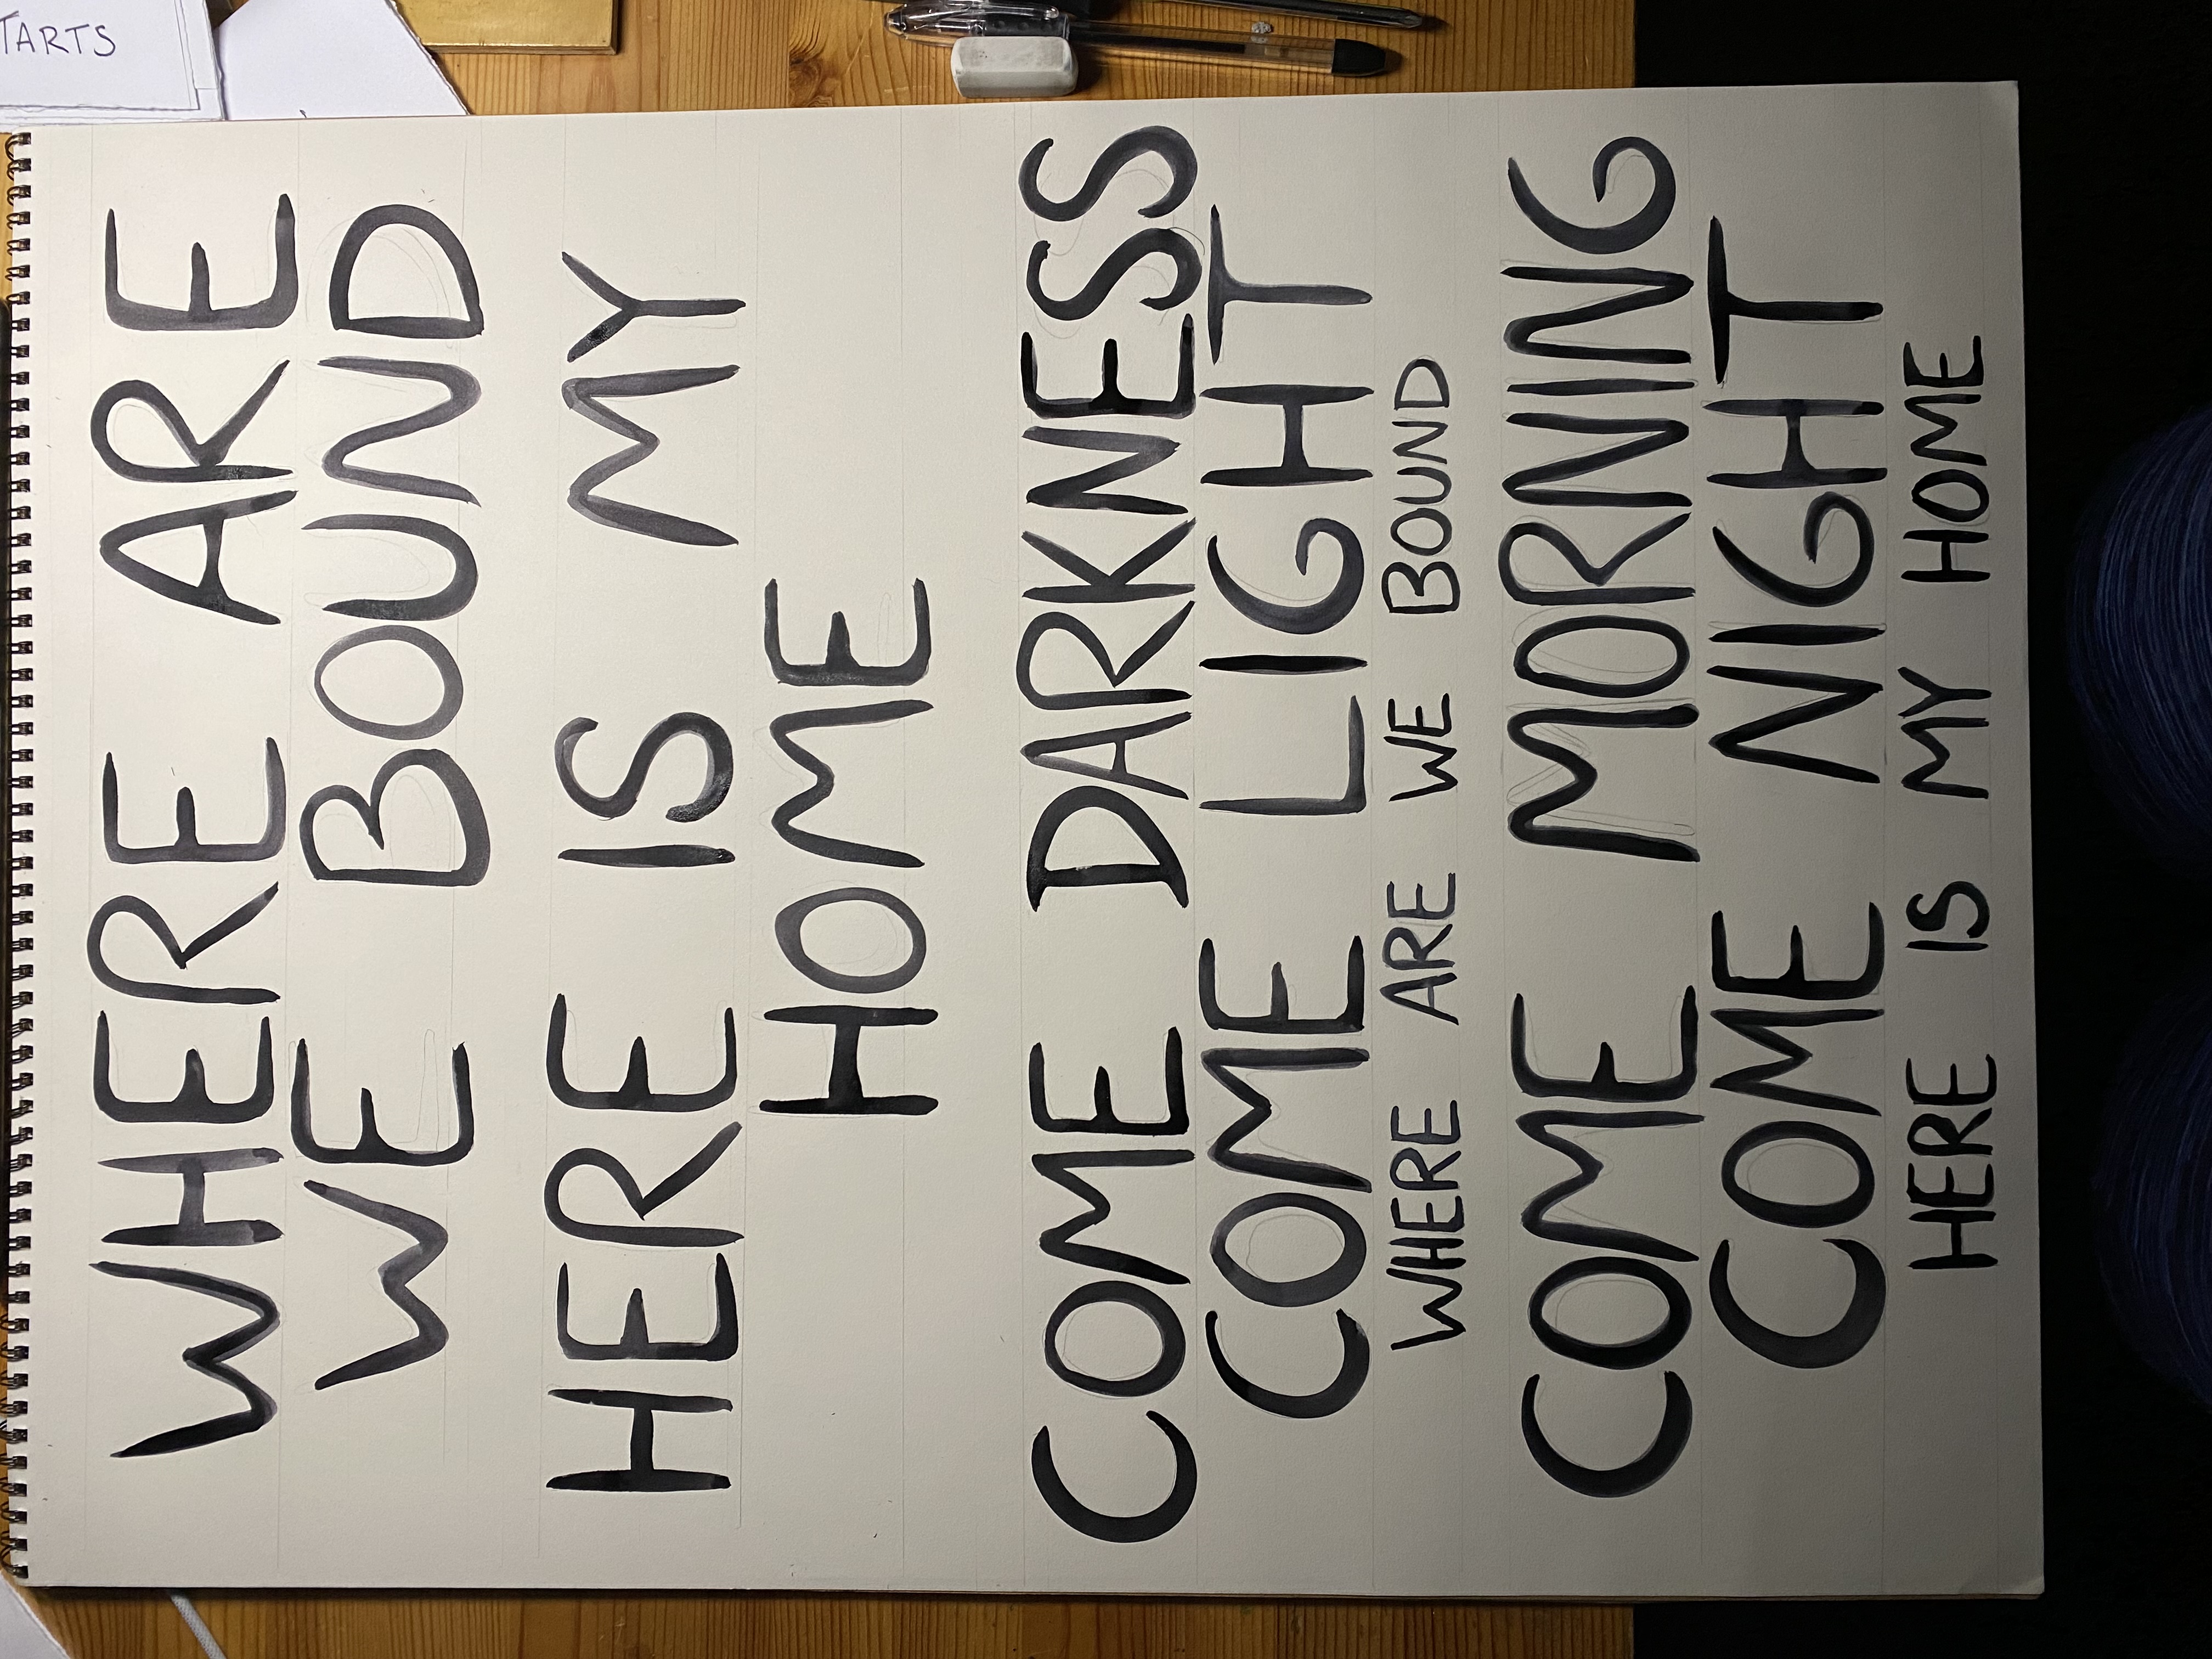 TARTS
WHERE ARE
WE BOUND
HERE IS MY
HOME
COME DARKNESS
COME LIGHT
WHERE ARE WE BOUND
COME MORNING
COME NIGHT
HERE IS MY HOME